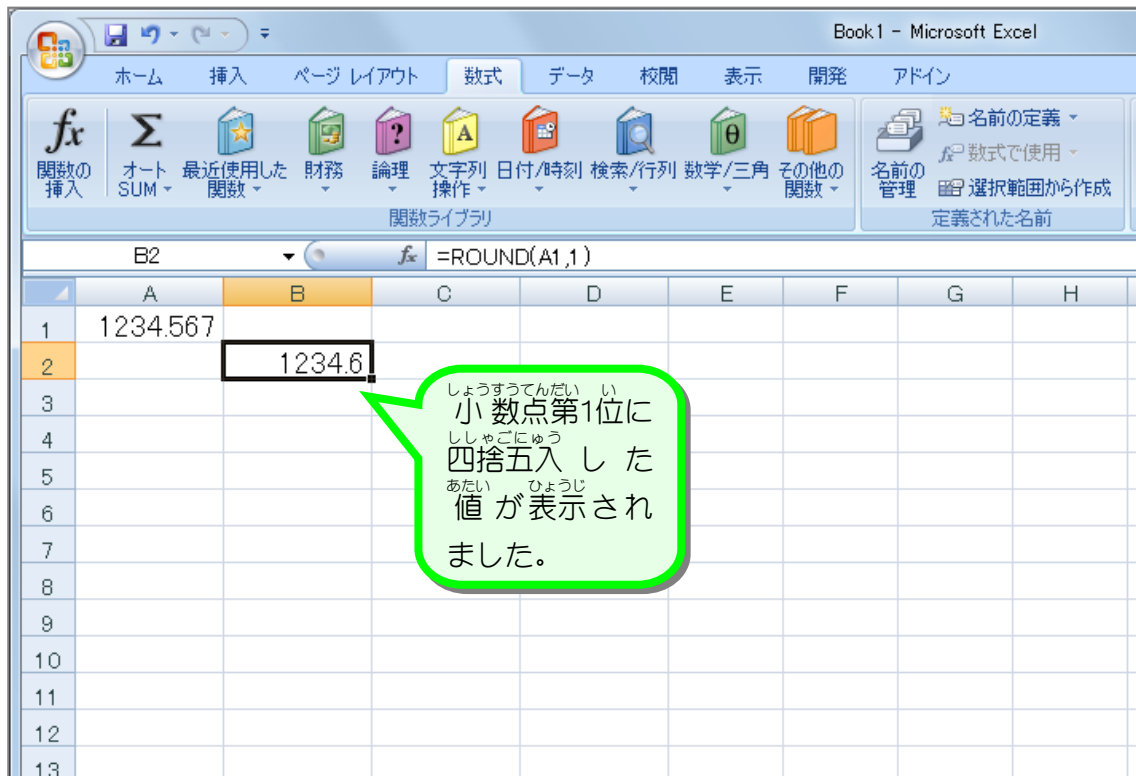 Book1 - Microsoft Excel
ホーム 挿入 ページ レイアウト 数式 データ 校閲 表示 開発 アドイン
fx Σ ? A θ
関数の挿入 オート SUM 最近使用した関数 財務 論理 文字列操作 日付/時刻 検索/行列 数学/三角 その他の関数 名前の管理
名前の定義
数式で使用
選択範囲から作成
関数ライブラリ 定義された名前
B2 fx =ROUND(A1,1)
A B C D E F G H
1 1234.567
2 1234.6
3
4
5
6
7
8
9
10
11
12
13
しょうすうてんだい い
小数点第1位に
ししゃごにゅう
四捨五入した
あたい ひょうじ
値が表示され
ました。